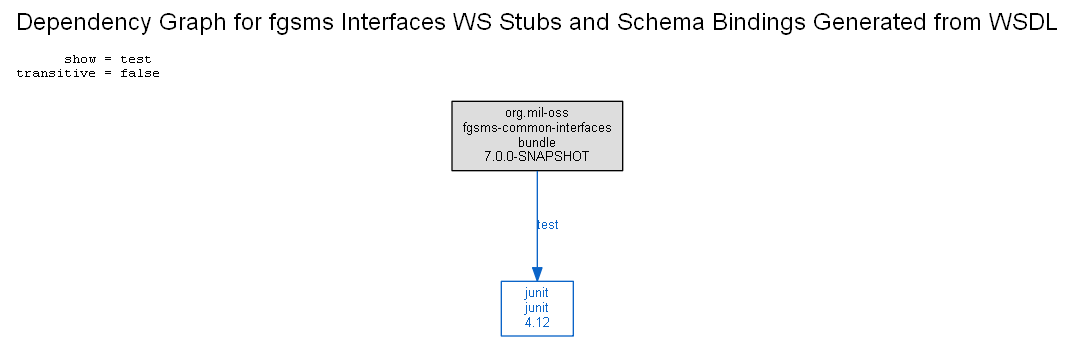 Dependency Graph for fgsms Interfaces WS Stubs and Schema Bindings Generated from WSDL
show = test
transitive = false
org.mil-oss
fgsms-common-interfaces
bundle
7.0.0-SNAPSHOT
test
junit
junit
4.12